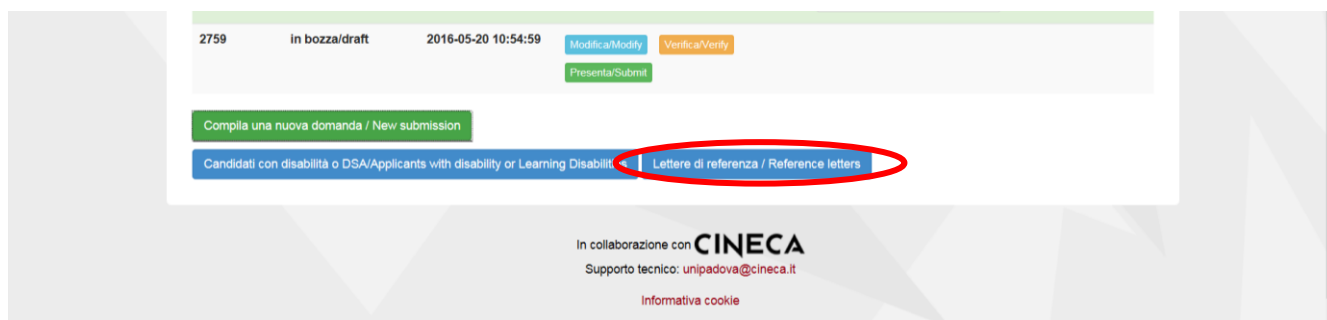 2759 in bozza/draft 2016-05-20 10:54:59 Modifica/Modify Verifica/Verify
Presenta/Submit
Compila una nuova domanda / New submission
Candidati con disabilità o DSA/Applicants with disability or Learning Disabilities Lettere di referenza / Reference letters
In collaborazione con CINECA
Supporto tecnico: unipadova@cineca.it
Informativa cookie